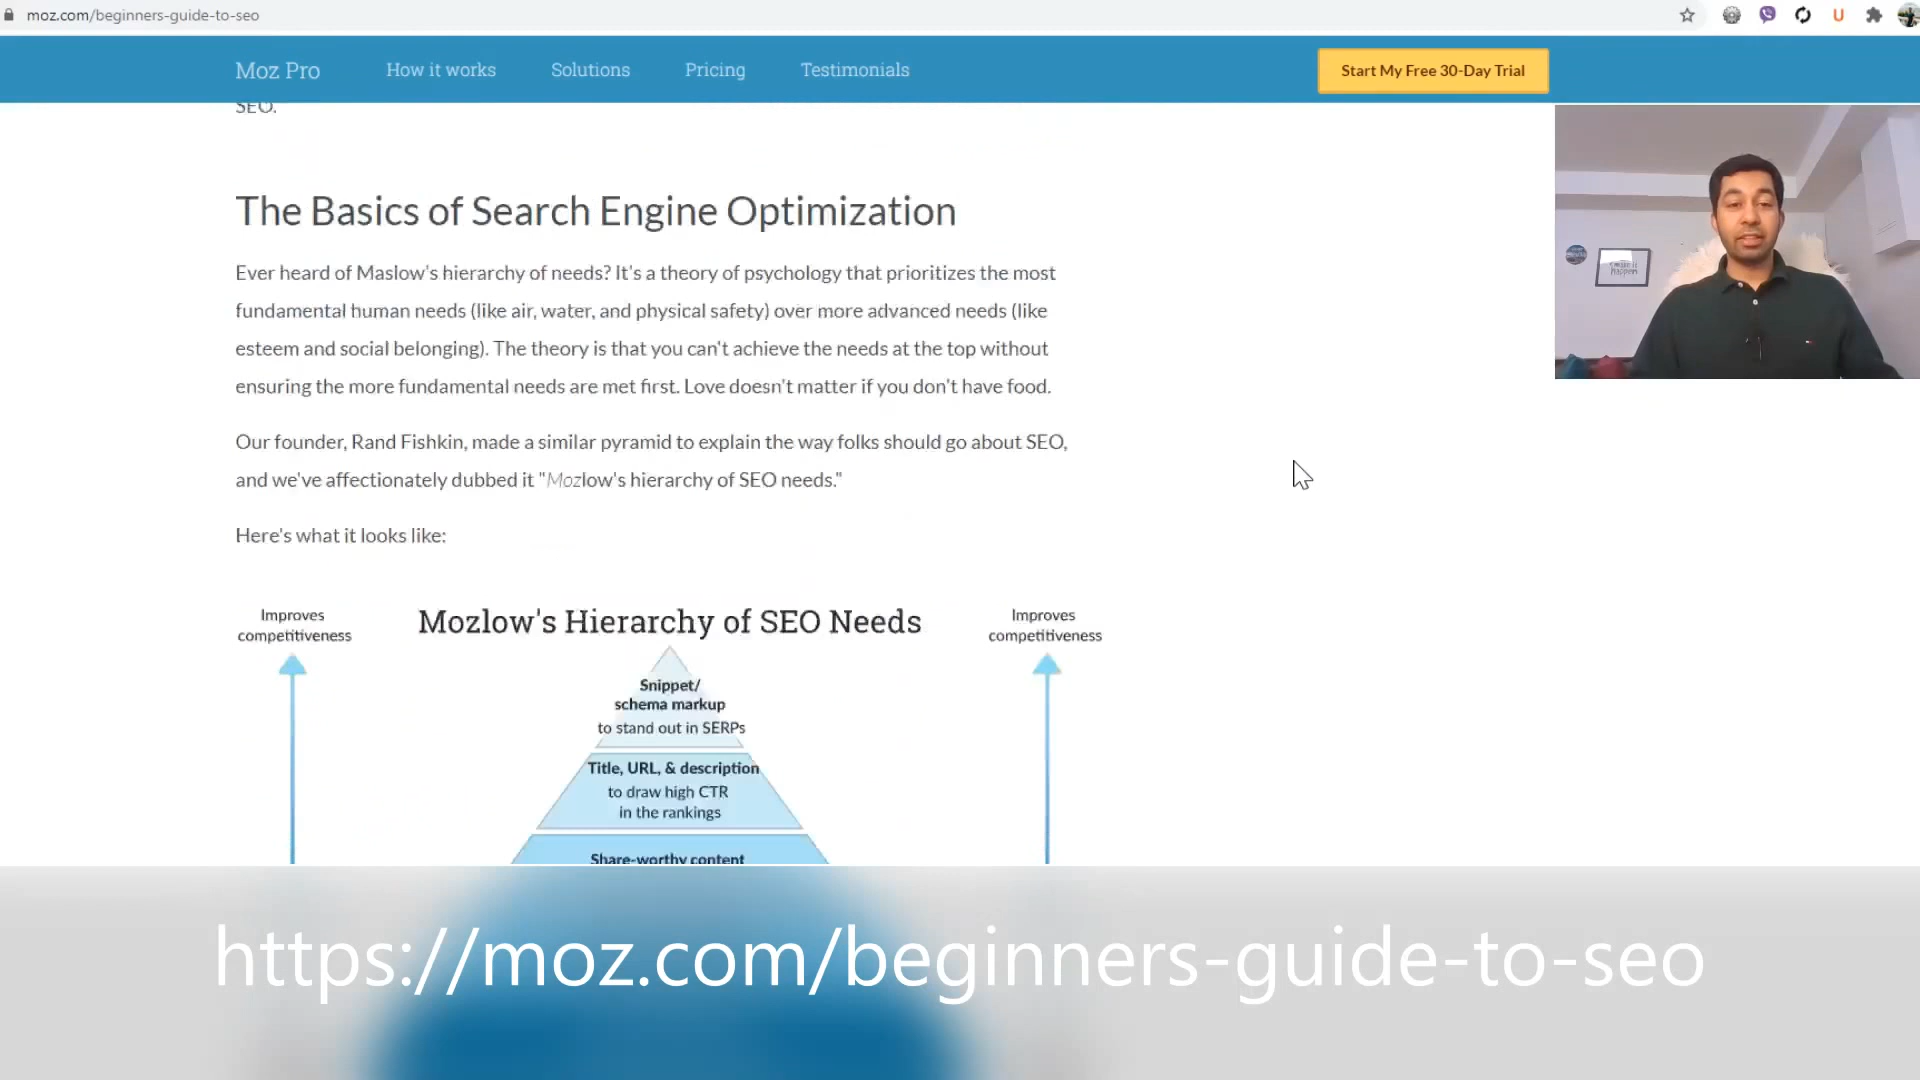 moz.com/beginners-guide-to-seo
Moz Pro
How it works
Solutions
Pricing
Testimonials
Start My Free 30-Day Trial
SEO.
The Basics of Search Engine Optimization
Ever heard of Maslow's hierarchy of needs? It's a theory of psychology that prioritizes the most
fundamental human needs (like air, water, and physical safety) over more advanced needs (like
esteem and social belonging). The theory is that you can't achieve the needs at the top without
ensuring the more fundamental needs are met first. Love doesn't matter if you don't have food.
Our founder, Rand Fishkin, made a similar pyramid to explain the way folks should go about SEO,
and we've affectionately dubbed it "Mozlow's hierarchy of SEO needs."
Here's what it looks like:
Improves
competitiveness
Mozlow's Hierarchy of SEO Needs
Improves
competitiveness
Snippet/
schema markup
to stand out in SERPs
Title, URL, & description
to draw high CTR
in the rankings
Share-worthy content
https://moz.com/beginners-guide-to-seo